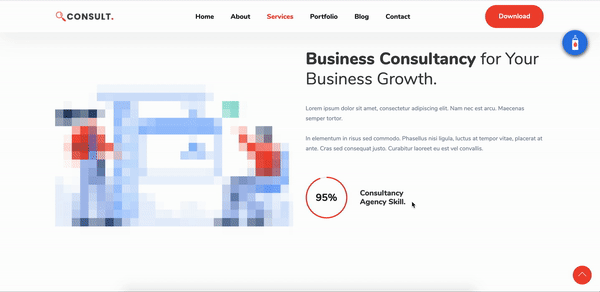 CONSULT.
Home About Services Portfolio Blog Contact
Download
Business Consultancy for Your
Business Growth.
Lorem ipsum dolor sit amet, consectetur adipiscing elit. Nam nec est arcu. Maecenas
semper tortor.
In elementum in risus sed commodo. Phasellus nisi ligula, luctus at tempor vitae, placerat at
ante. Cras sed consequat justo. Curabitur laoreet eu est vel convallis.
95%
Consultancy
Agency Skill.